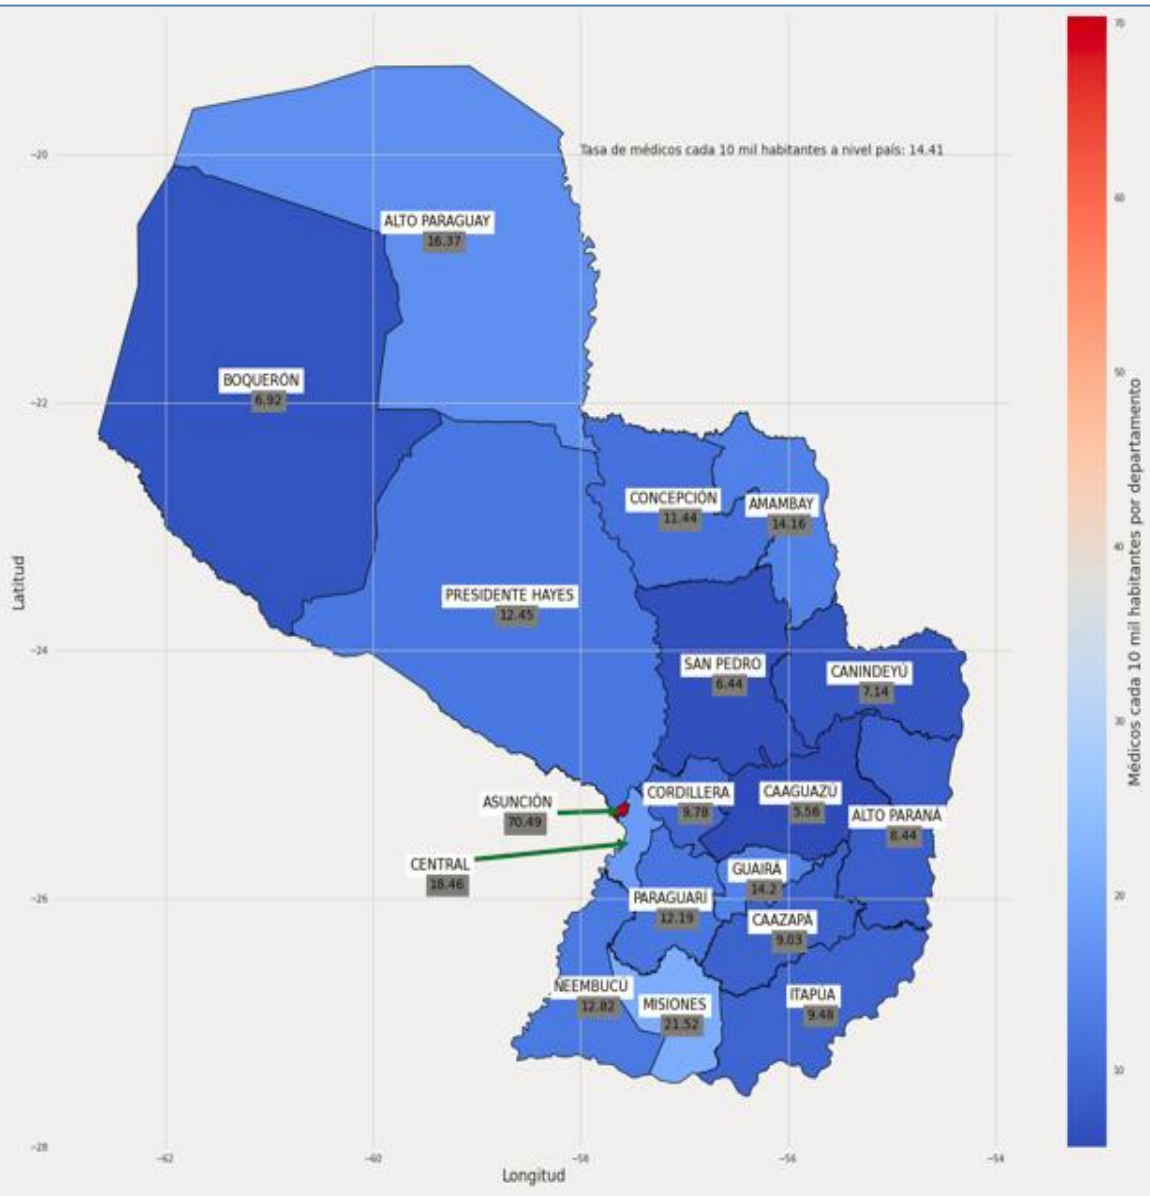 70
-20
Tasa de médicos cada 10 mil habitantes a nivel país: 14.41
60
ALTO PARAGUAY
16.37
BOQUERÓN
6.92
50
-22
CONCEPCIÓN
11.44
AMAMBAY
14.16
40
PRESIDENTE HAYES
12.45
-24
SAN PEDRO
6.44
CANINDEYÚ
7.14
30
ASUNCIÓN
70.49
CORDILLERA
9.78
CAAGUAZÚ
5.56
ALTO PARANÁ
8.44
CENTRAL
18.46
GUAIRÁ
14.2
20
-26
PARAGUARÍ
12.19
CAAZAPÁ
9.03
ÑEEMBUCÚ
12.82
MISIONES
21.52
ITAPUA
9.48
10
-28
-62
-60
-58
-56
-54
Longitud
Latitud
Médicos cada 10 mil habitantes por departamento